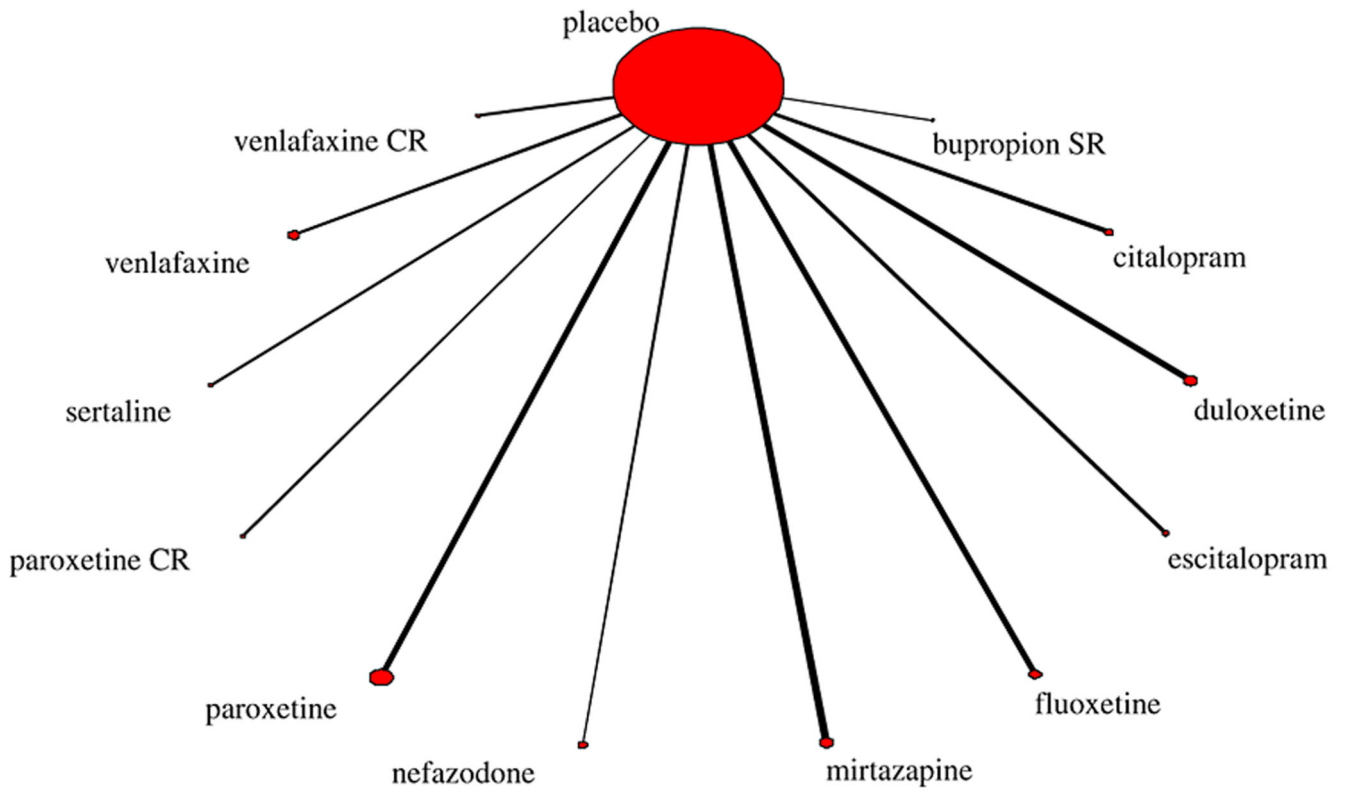 placebo
venlafaxine CR
bupropion SR
venlafaxine
citalopram
sertaline
duloxetine
paroxetine CR
escitalopram
paroxetine
fluoxetine
nefazodone
mirtazapine